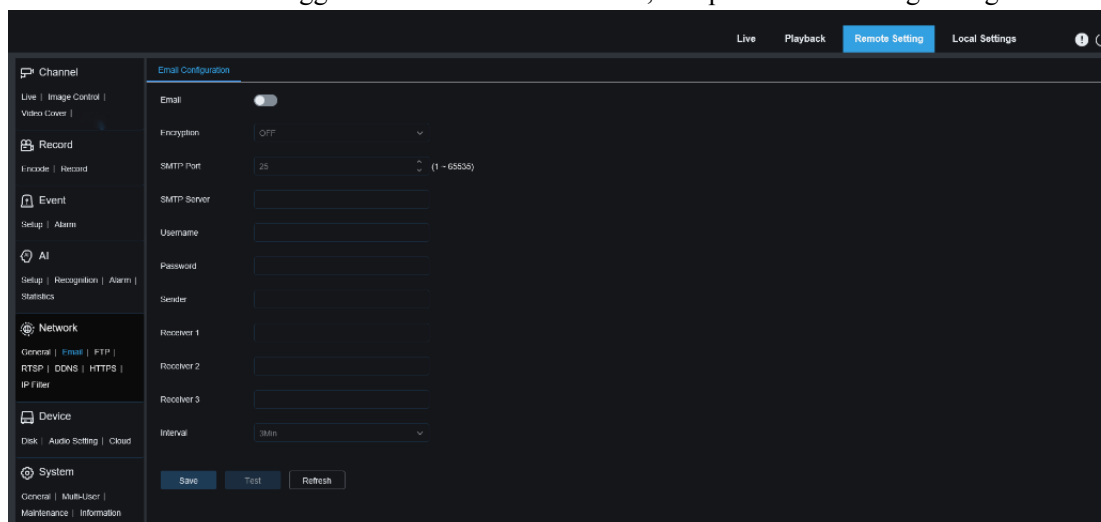 Live Playback Remote Setting Local Settings
Channel
Live | Image Control |
Video Cover |
Record
Encode | Record
Event
Setup | Alarm
AI
Setup | Recognition | Alarm |
Statistics
Network
General | Email | FTP |
RTSP | DDNS | HTTPS |
IP Filter
Device
Disk | Audio Setting | Cloud
System
General | Multi-User |
Maintenance | Information
Email Configuration
Email
Encryption OFF
SMTP Port 25 (1 ~ 65535)
SMTP Server
Username
Password
Sender
Receiver 1
Receiver 2
Receiver 3
Interval 3Min
Save Test Refresh